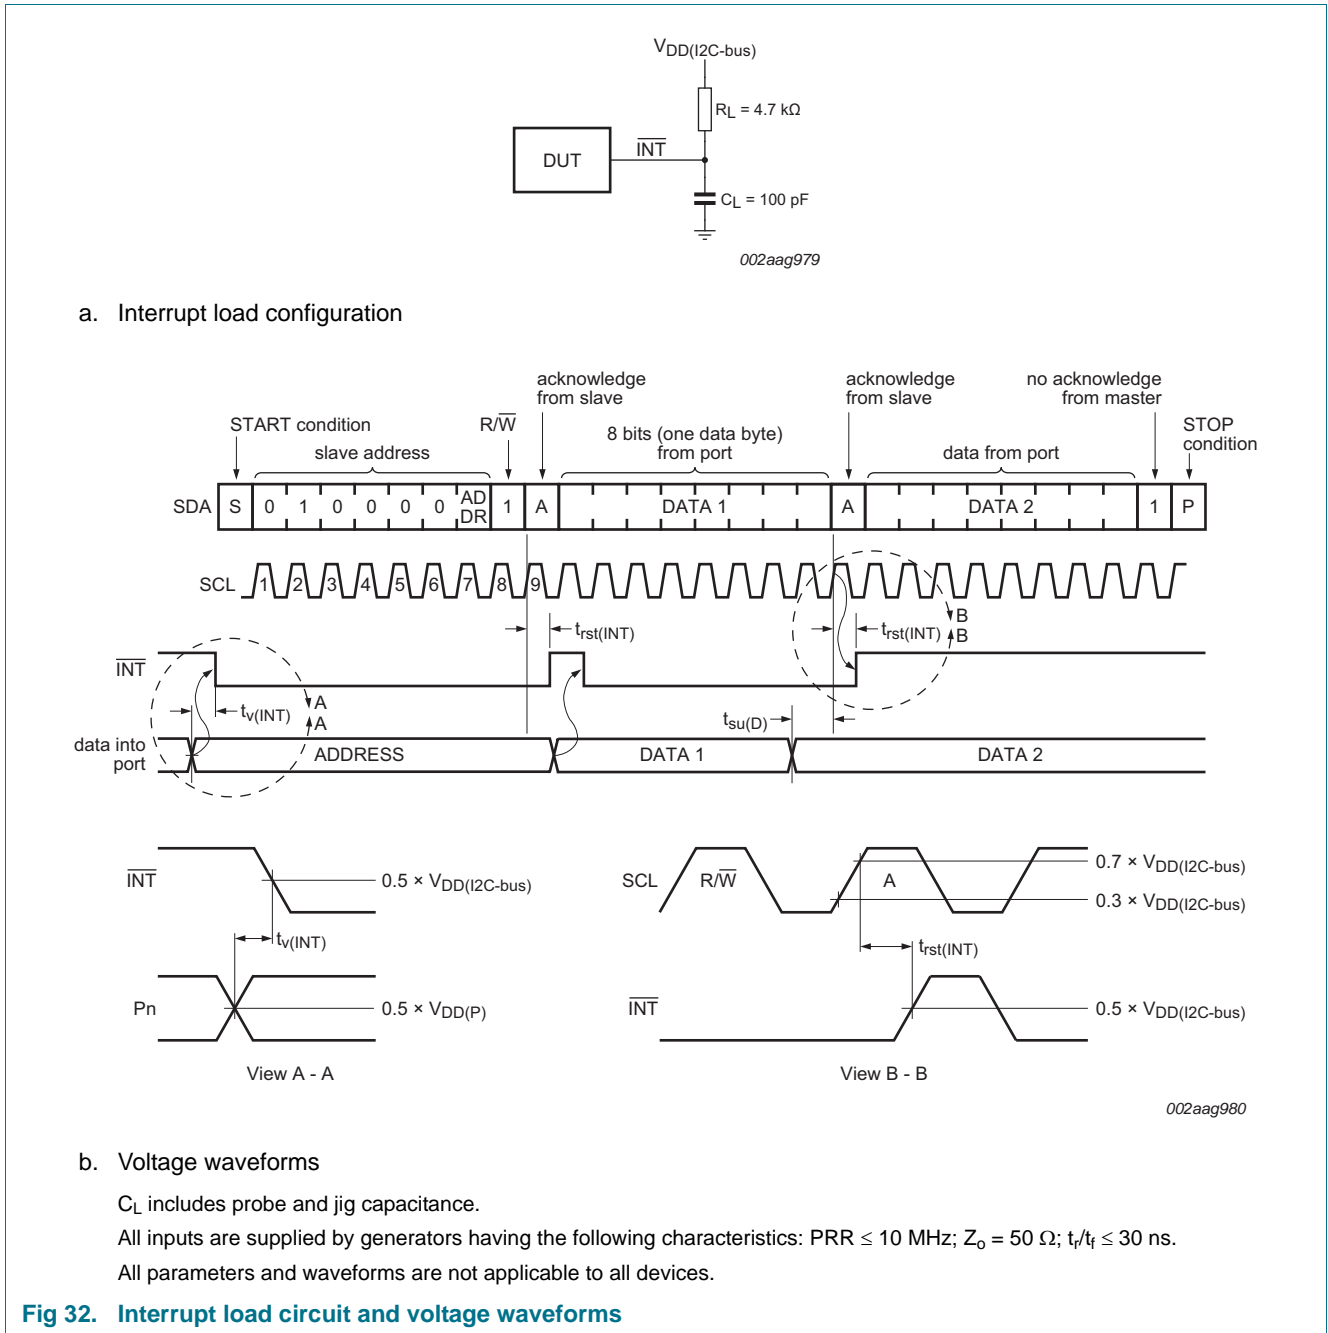 VDD(I2C-bus)
RL = 4.7 kΩ
DUT
INT
CL = 100 pF
002aag979
a. Interrupt load configuration
acknowledge
from slave
acknowledge
from slave
no acknowledge
from master
START condition
R/W
8 bits (one data byte)
from port
STOP
condition
slave address
data from port
SDA S 0 1 0 0 0 0 AD DR 1 A DATA 1 A DATA 2 1 P
SCL 1 2 3 4 5 6 7 8 9
B
B
trst(INT)
trst(INT)
INT
A
A
tv(INT)
tsu(D)
data into
port
ADDRESS
DATA 1
DATA 2
INT
0.5 × VDD(I2C-bus)
tv(INT)
Pn
0.5 × VDD(P)
View A - A
SCL
R/W
A
0.7 × VDD(I2C-bus)
0.3 × VDD(I2C-bus)
trst(INT)
INT
0.5 × VDD(I2C-bus)
View B - B
002aag980
b. Voltage waveforms
CL includes probe and jig capacitance.
All inputs are supplied by generators having the following characteristics: PRR ≤ 10 MHz; Zo = 50 Ω; tr/tf ≤ 30 ns.
All parameters and waveforms are not applicable to all devices.
Fig 32. Interrupt load circuit and voltage waveforms